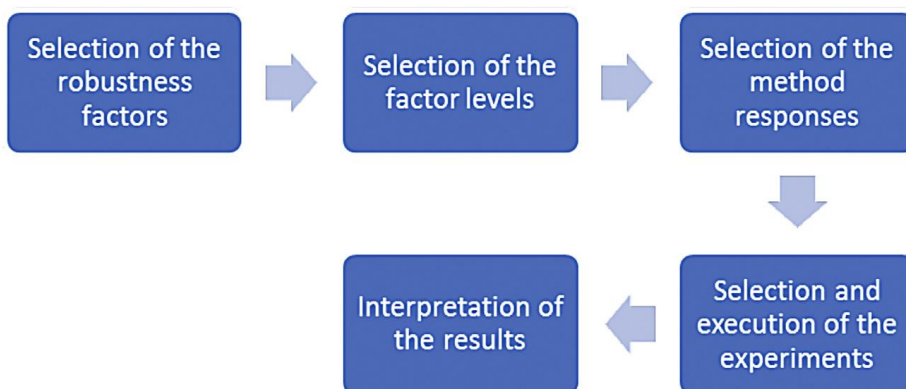 Selection of the
robustness
factors
Selection of the
factor levels
Selection of the
method
responses
Selection and
execution of the
experiments
Interpretation of
the results